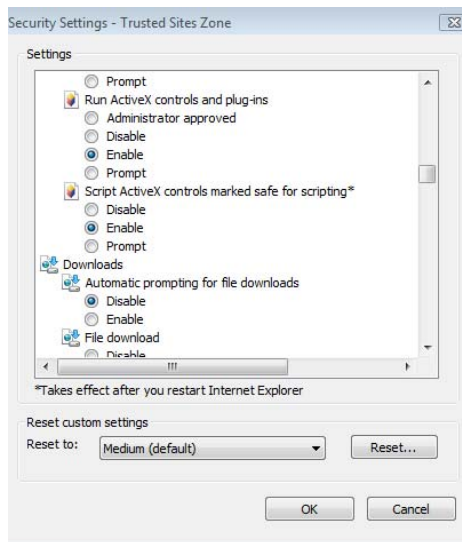 Security Settings - Trusted Sites Zone
Settings
Prompt
Run ActiveX controls and plug-ins
Administrator approved
Disable
Enable
Prompt
Script ActiveX controls marked safe for scripting*
Disable
Enable
Prompt
Downloads
Automatic prompting for file downloads
Disable
Enable
File download
Disable
*Takes effect after you restart Internet Explorer
Reset custom settings
Reset to: Medium (default) Reset...
OK Cancel